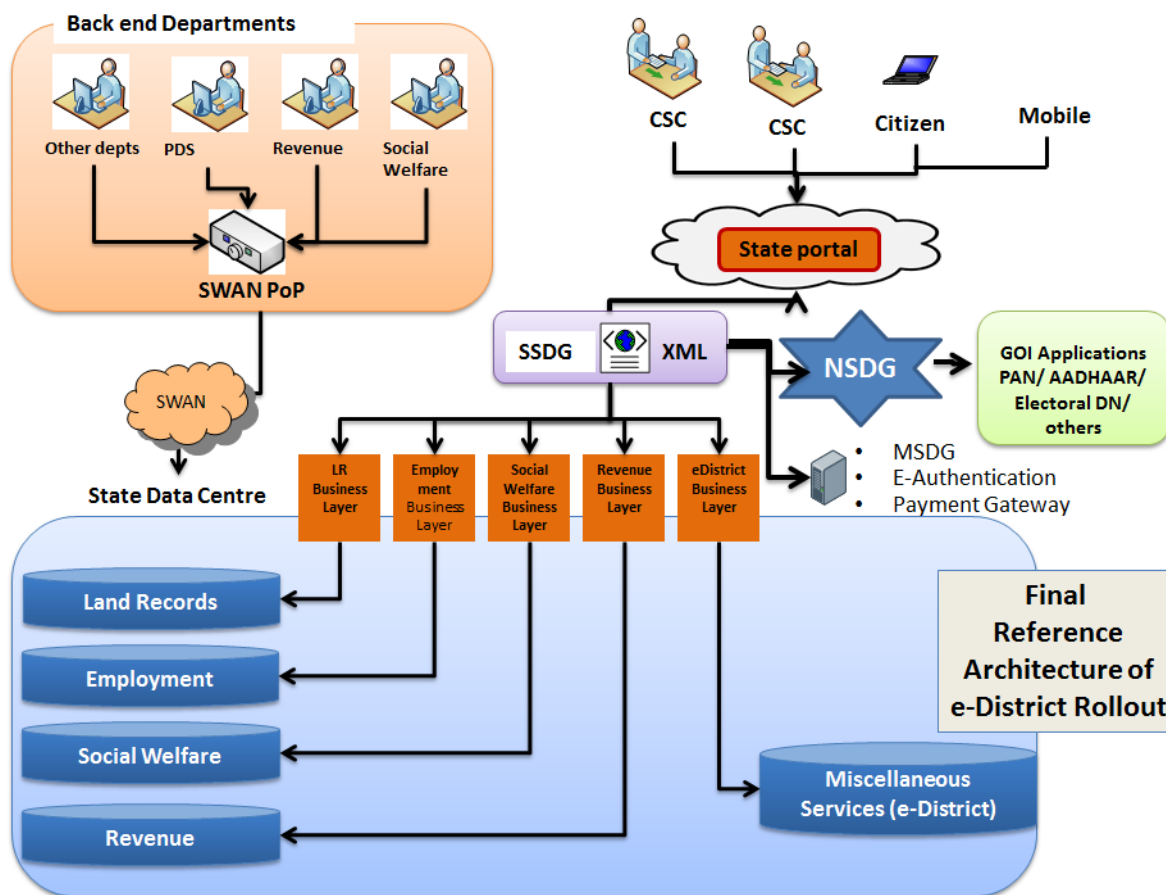 Back end Departments
Other depts
PDS
Revenue
Social
Welfare
SWAN PoP
CSC
CSC
Citizen
Mobile
State portal
SSDG
XML
NSDG
GOI Applications
PAN/ AADHAAR/
Electoral DN/
others
• MSDG
• E-Authentication
• Payment Gateway
SWAN
State Data Centre
LR
Business
Layer
Employ
ment
Business
Layer
Social
Welfare
Business
Layer
Revenue
Business
Layer
eDistrict
Business
Layer
Land Records
Employment
Social Welfare
Revenue
Miscellaneous
Services (e-District)
Final
Reference
Architecture of
e-District Rollout